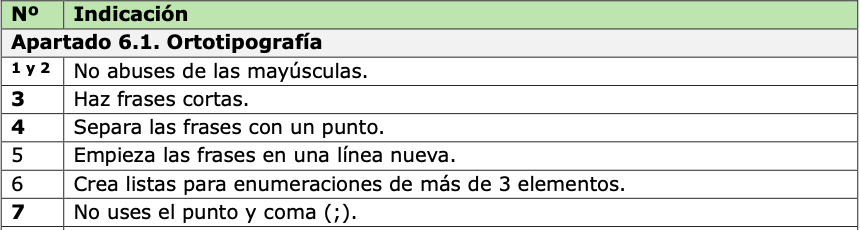 Nº Indicación
Apartado 6.1. Ortotipografía
1 y 2 No abuses de las mayúsculas.
3 Haz frases cortas.
4 Separa las frases con un punto.
5 Empieza las frases en una línea nueva.
6 Crea listas para enumeraciones de más de 3 elementos.
7 No uses el punto y coma (;).